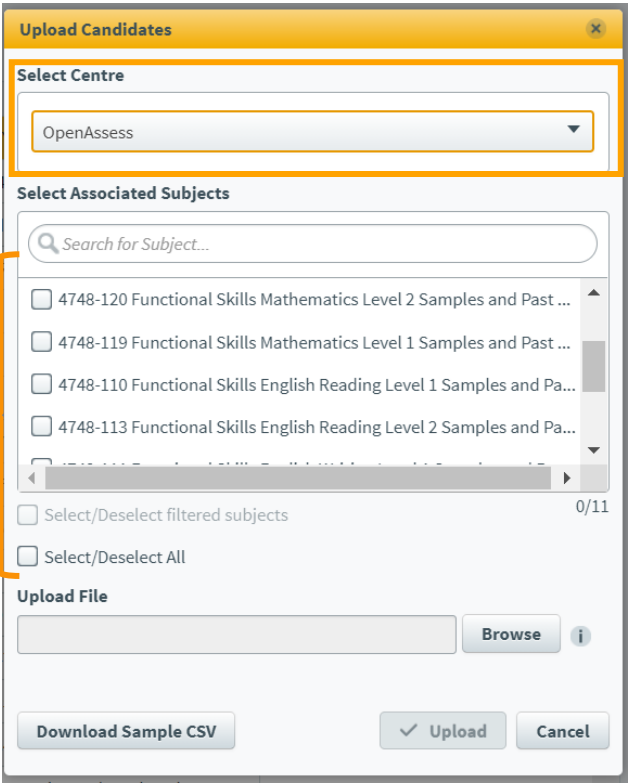 Upload Candidates
Select Centre
OpenAssess
Select Associated Subjects
Search for Subject...
4748-120 Functional Skills Mathematics Level 2 Samples and Past ...
4748-119 Functional Skills Mathematics Level 1 Samples and Past ...
4748-110 Functional Skills English Reading Level 1 Samples and Pa...
4748-113 Functional Skills English Reading Level 2 Samples and Pa...
0/11
Select/Deselect filtered subjects
Select/Deselect All
Upload File
Browse
i
Download Sample CSV
Upload
Cancel